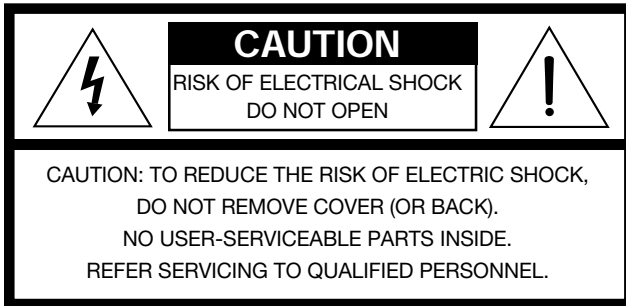 CAUTION
RISK OF ELECTRICAL SHOCK
DO NOT OPEN
CAUTION: TO REDUCE THE RISK OF ELECTRIC SHOCK,
DO NOT REMOVE COVER (OR BACK).
NO USER-SERVICEABLE PARTS INSIDE.
REFER SERVICING TO QUALIFIED PERSONNEL.